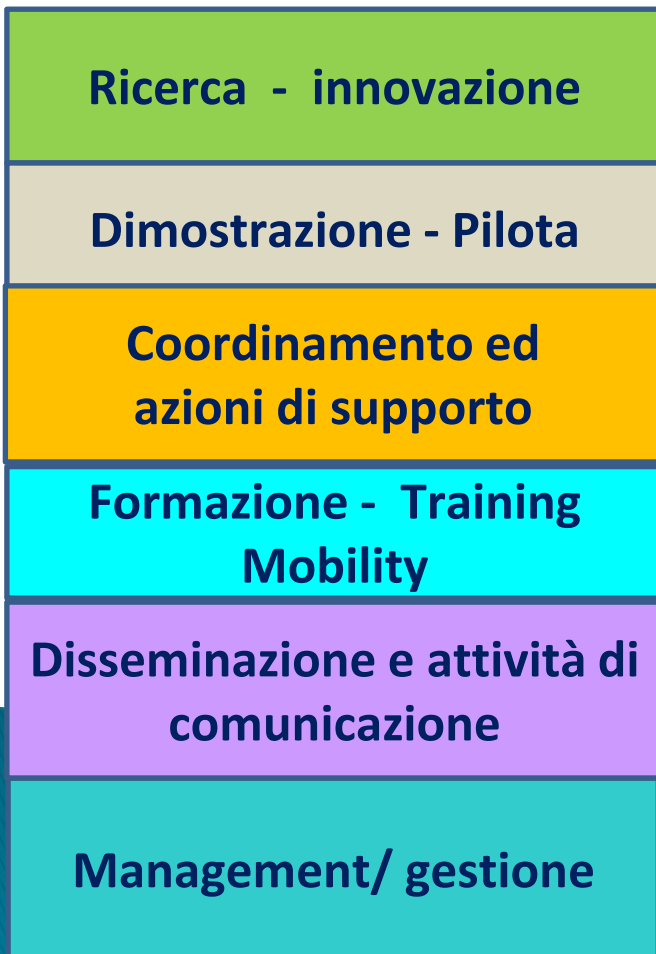 Ricerca - innovazione
Dimostrazione - Pilota
Coordinamento ed
azioni di supporto
Formazione - Training
Mobility
Disseminazione e attività di
comunicazione
Management/ gestione